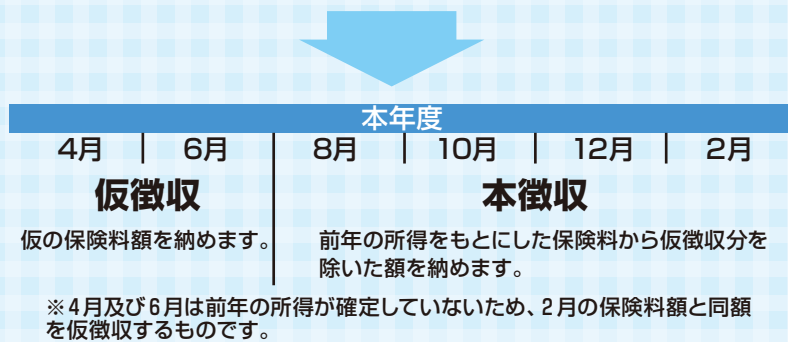 本年度
4月 6月 8月 10月 12月 2月
仮徴収 本徴収
仮の保険料額を納めます。
前年の所得をもとにした保険料から仮徴収分を
除いた額を納めます。
※4月及び6月は前年の所得が確定していないため、2月の保険料額と同額
を仮徴収するものです。